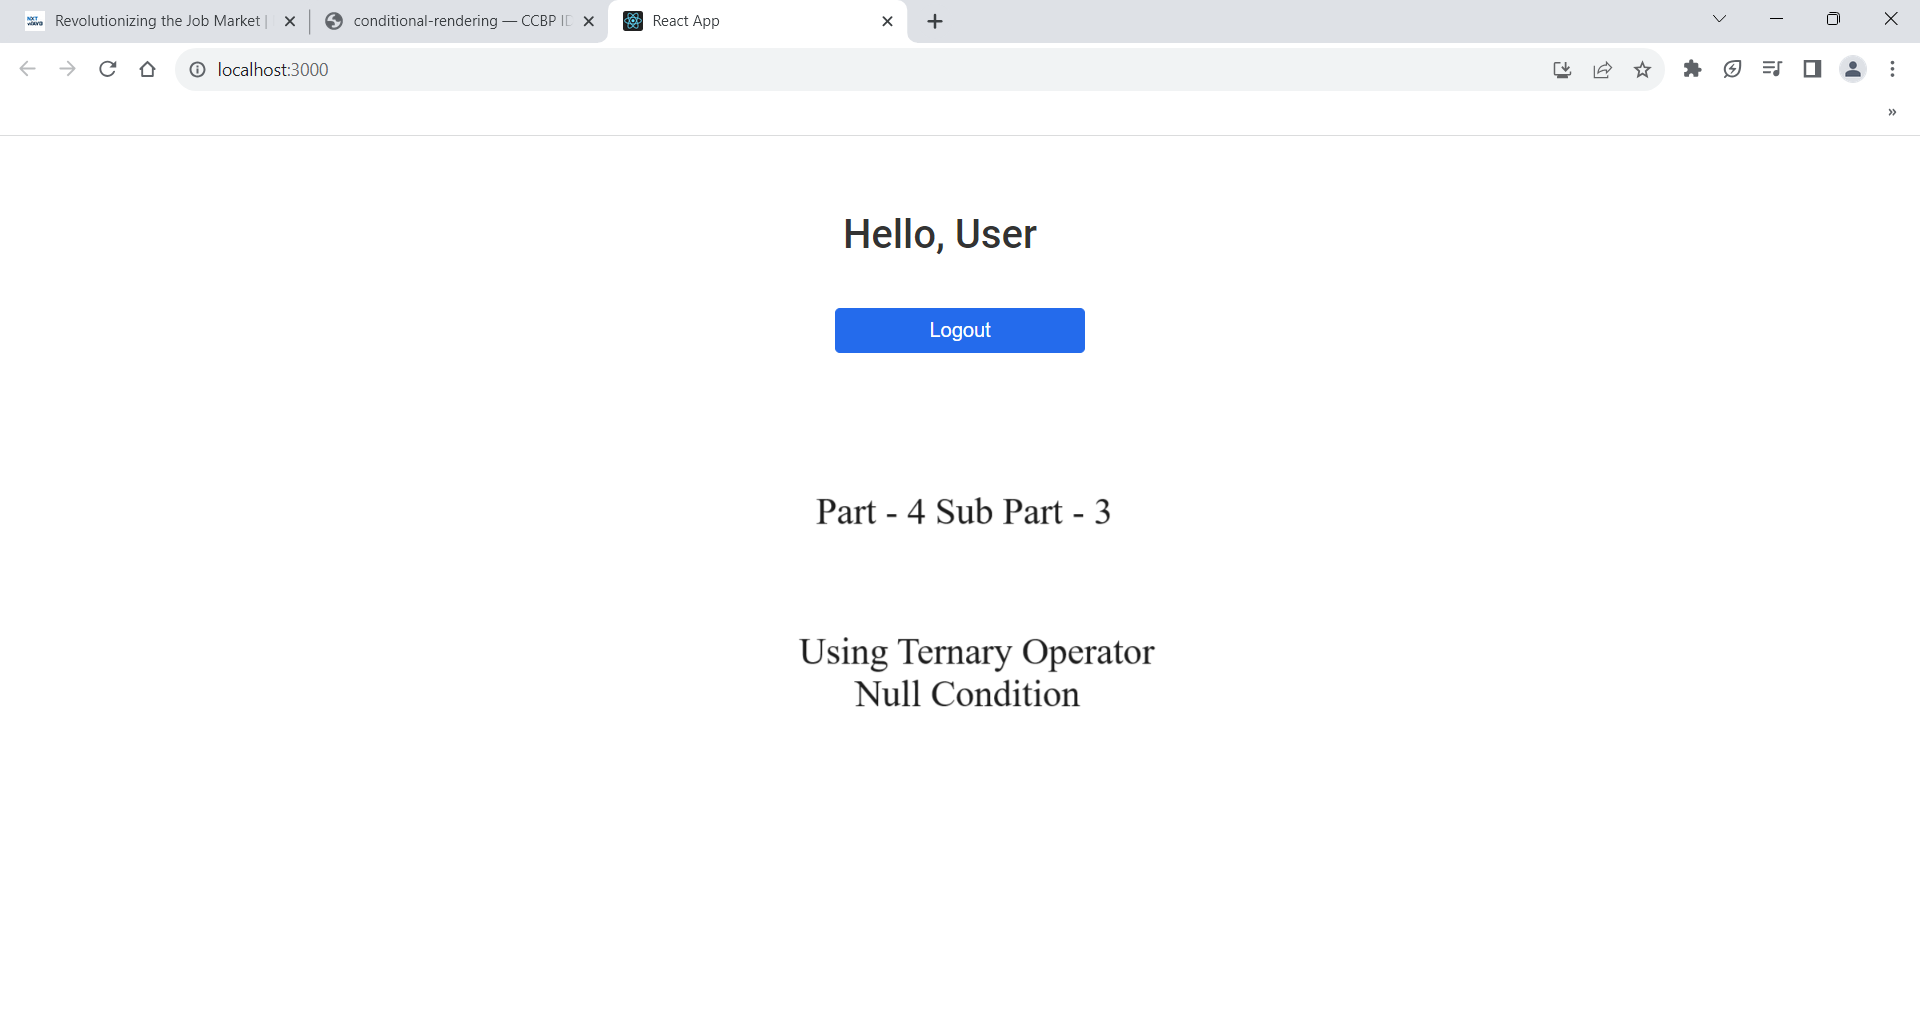 Revolutionizing the Job Market |
conditional-rendering — CCBP ID
React App
localhost:3000
Hello, User
Logout
Part - 4 Sub Part - 3
Using Ternary Operator
Null Condition